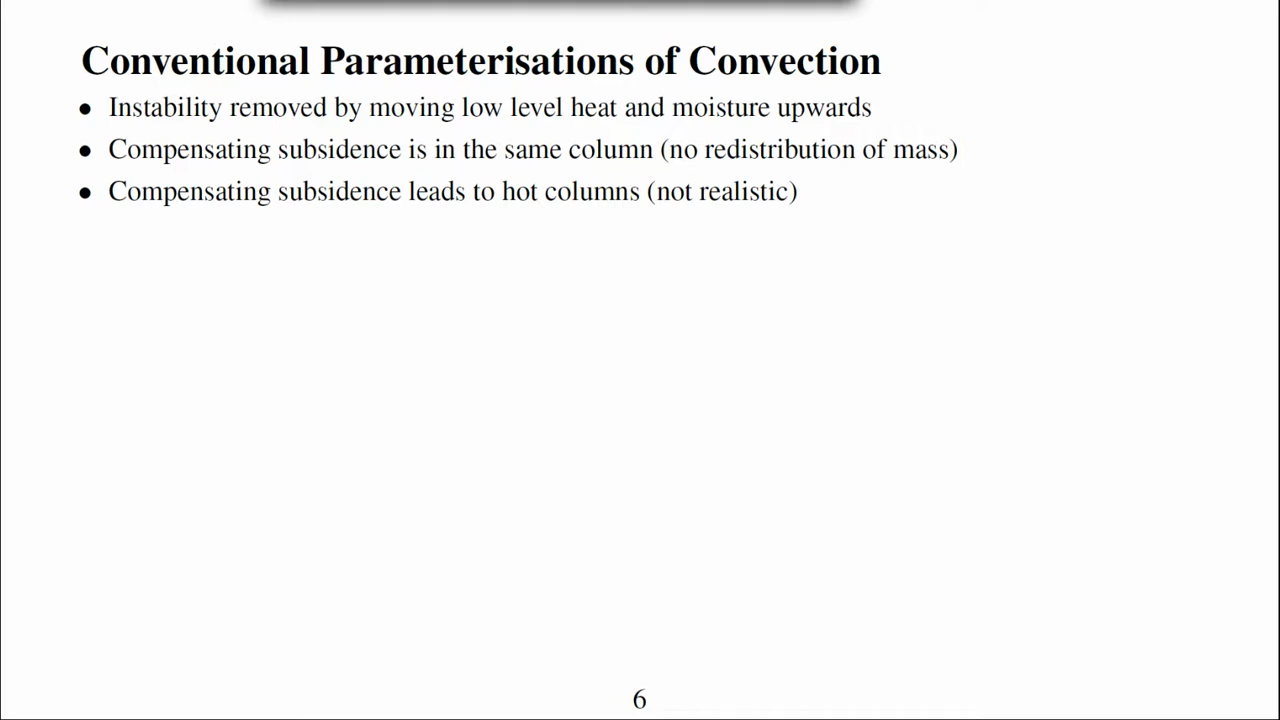 Conventional Parameterisations of Convection
• Instability removed by moving low level heat and moisture upwards
• Compensating subsidence is in the same column (no redistribution of mass)
• Compensating subsidence leads to hot columns (not realistic)
6